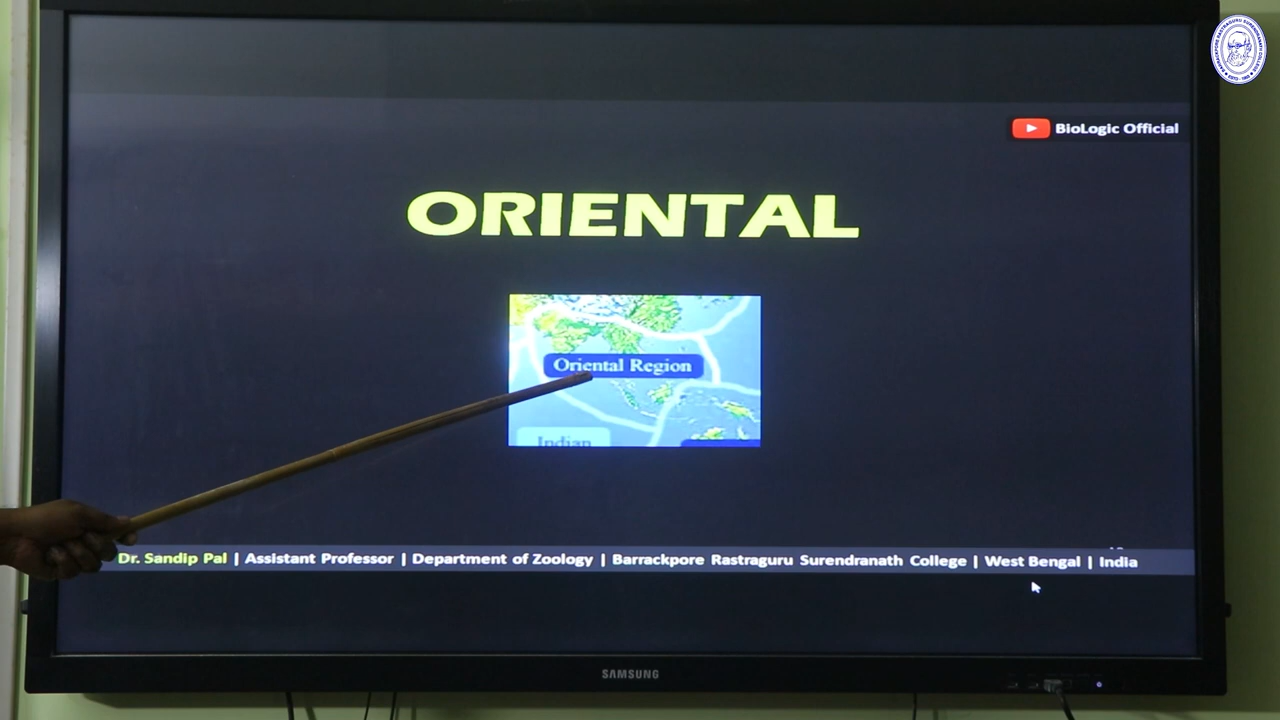 BioLogic Official
ORIENTAL
Oriental Region
Indian
Dr. Sandip Pal | Assistant Professor | Department of Zoology | Barrackpore Rastraguru Surendranath College | West Bengal | India
SAMSUNG